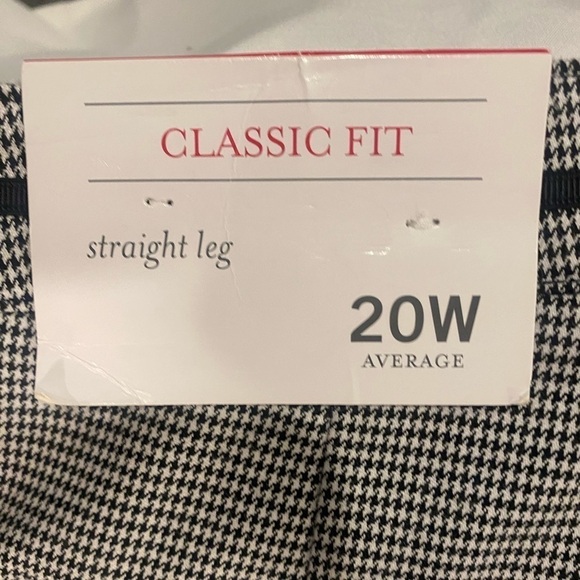 CLASSIC FIT
straight leg
20W
AVERAGE